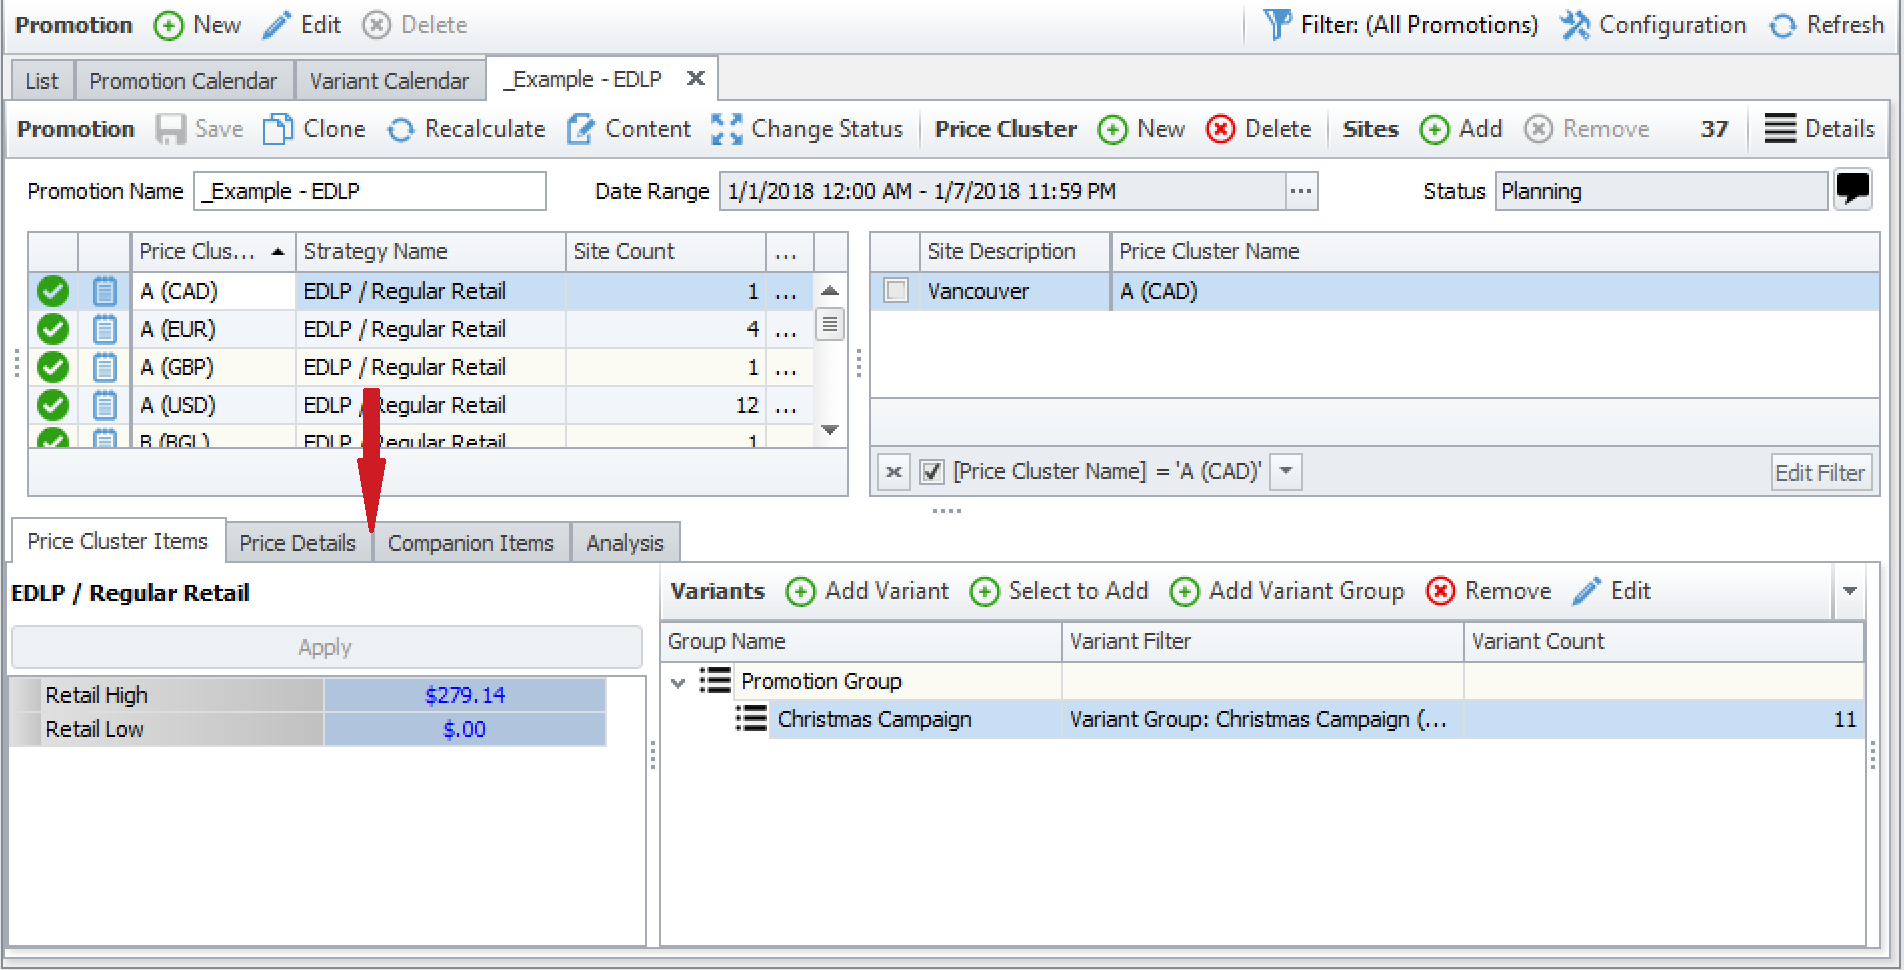 Promotion New Edit Delete Filter: (All Promotions) Configuration Refresh
List Promotion Calendar Variant Calendar _Example - EDLP
Promotion Save Clone Recalculate Content Change Status Price Cluster New Delete Sites Add Remove 37 Details
Promotion Name _Example - EDLP Date Range 1/1/2018 12:00 AM - 1/7/2018 11:59 PM ... Status Planning
Price Clus... Strategy Name Site Count ...
A (CAD) EDLP / Regular Retail 1 ...
A (EUR) EDLP / Regular Retail 4 ...
A (GBP) EDLP / Regular Retail 1 ...
A (USD) EDLP / Regular Retail 12 ...
B (BGL) EDLP Regular Retail 1
Site Description Price Cluster Name
Vancouver A (CAD)
[Price Cluster Name] = 'A (CAD)' Edit Filter
Price Cluster Items Price Details Companion Items Analysis
EDLP / Regular Retail
Apply
Retail High $279.14
Retail Low $.00
Variants Add Variant Select to Add Add Variant Group Remove Edit
Group Name Variant Filter Variant Count
Promotion Group
Christmas Campaign Variant Group: Christmas Campaign (... 11